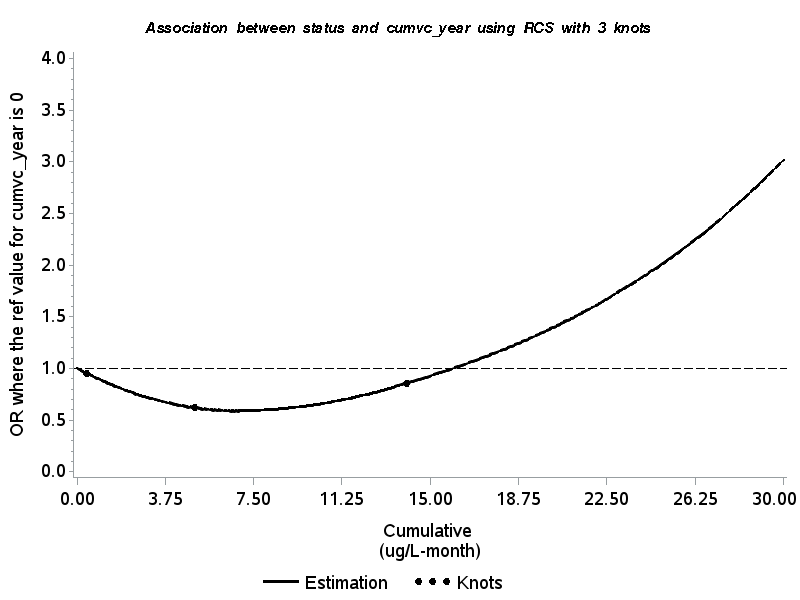 Association between status and cumvc_year using RCS with 3 knots
OR where the ref value for cumvc_year is 0
4.0
3.5
3.0
2.5
2.0
1.5
1.0
0.5
0.0
0.00 3.75 7.50 11.25 15.00 18.75 22.50 26.25 30.00
Cumulative
(ug/L-month)
Estimation Knots